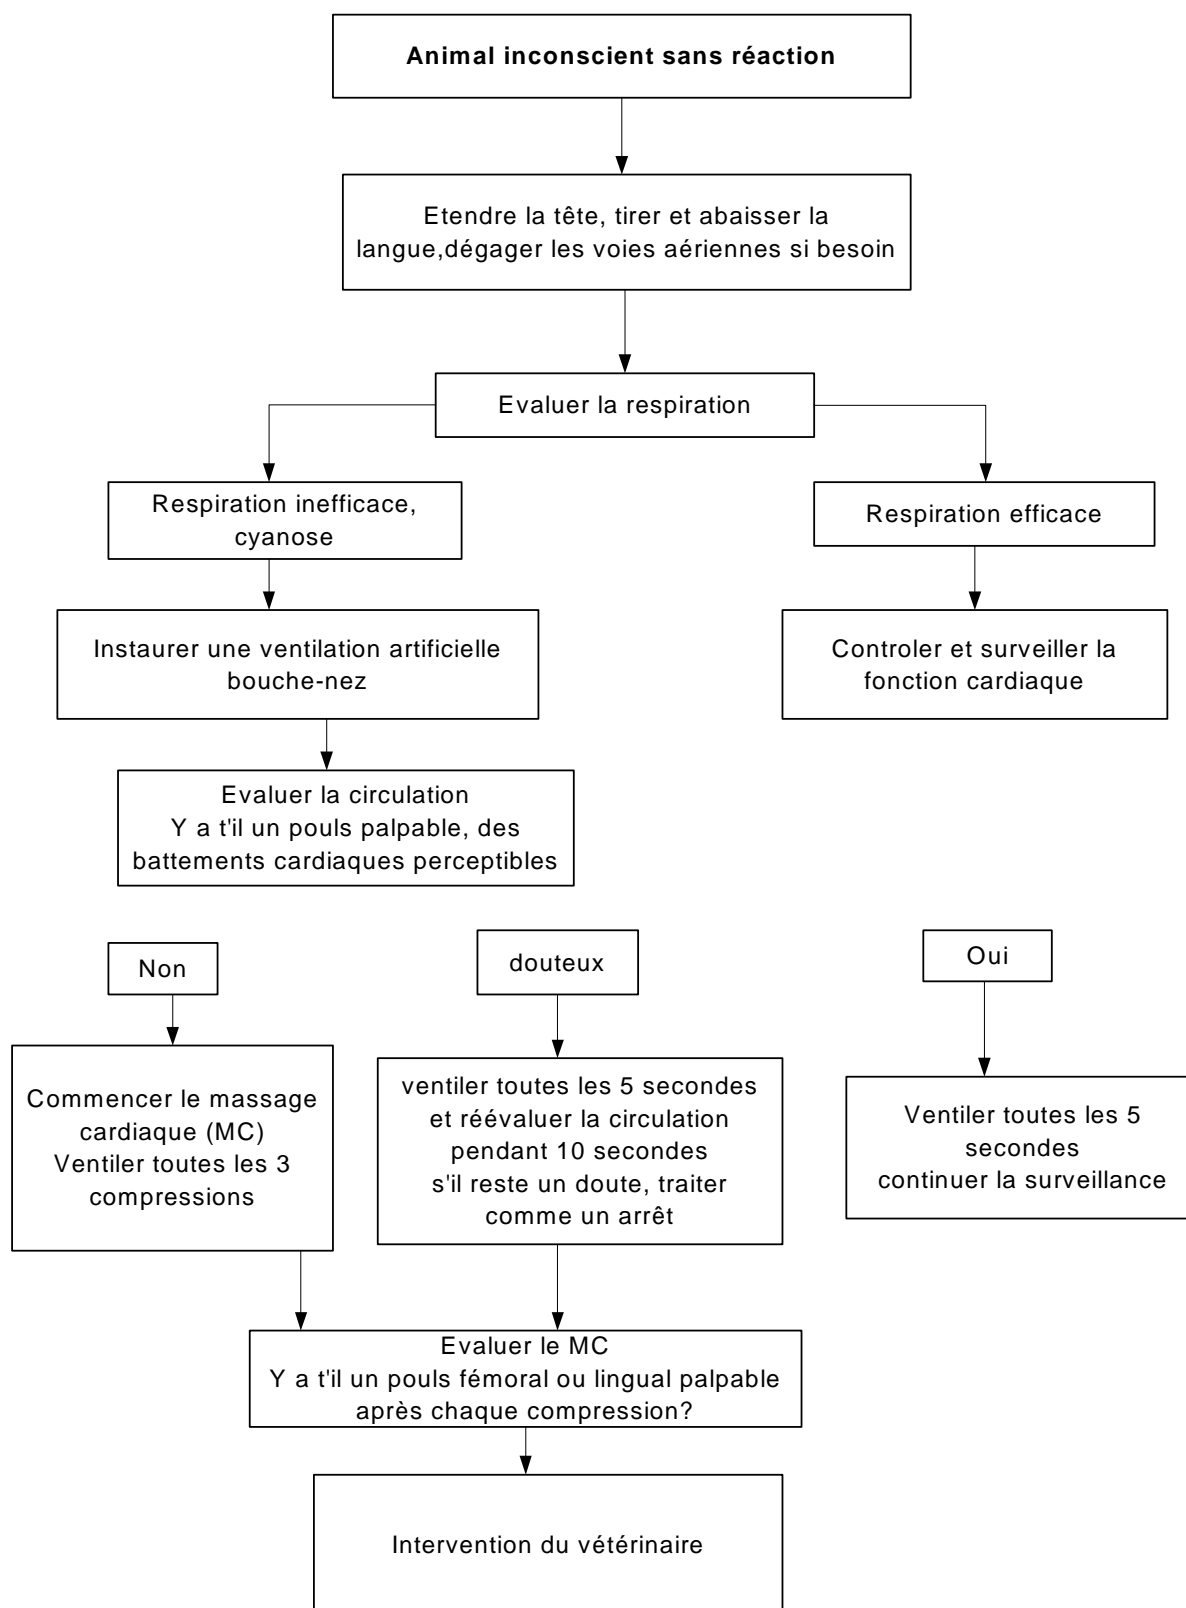 Animal inconscient sans réaction
Etendre la tête, tirer et abaisser la
langue,dégager les voies aériennes si besoin
Evaluer la respiration
Respiration inefficace,
cyanose
Respiration efficace
Instaurer une ventilation artificielle
bouche-nez
Controler et surveiller la
fonction cardiaque
Evaluer la circulation
Y a t'il un pouls palpable, des
battements cardiaques perceptibles
Non
douteux
Oui
Commencer le massage
cardiaque (MC)
Ventiler toutes les 3
compressions
ventiler toutes les 5 secondes
et réévaluer la circulation
pendant 10 secondes
s'il reste un doute, traiter
comme un arrêt
Ventiler toutes les 5
secondes
continuer la surveillance
Evaluer le MC
Y a t'il un pouls fémoral ou lingual palpable
après chaque compression?
Intervention du vétérinaire